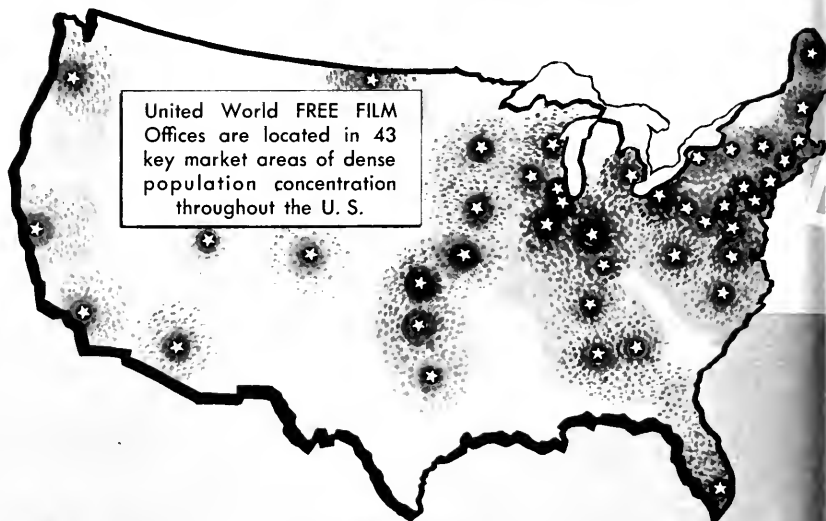 United World FREE FILM
Offices are located in 43
key market areas of dense
population concentration
throughout the U. S.